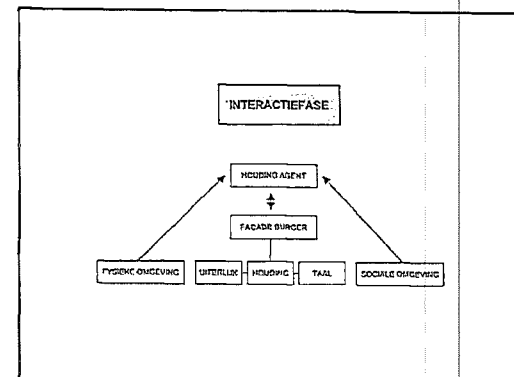 INTERACTIEFASE
HOUDING AGENT
FACADE BURGER
FYSIEKE OMGEVING UITERLIJK HOUDING TAAL SOCIALE OMGEVING